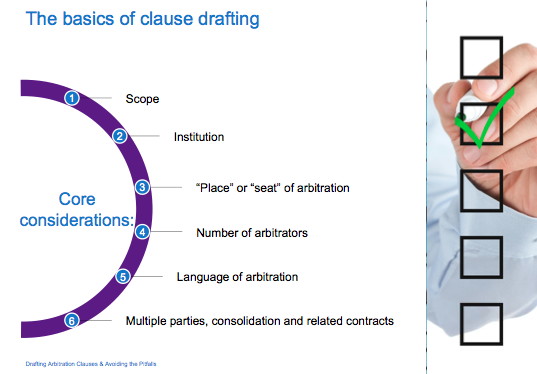 The basics of clause drafting
1
Scope
2
Institution
3
“Place” or “seat” of arbitration
Core
considerations:
4
Number of arbitrators
5
Language of arbitration
6
Multiple parties, consolidation and related contracts
Drafting Arbitration Clauses & Avoiding the Pitfalls